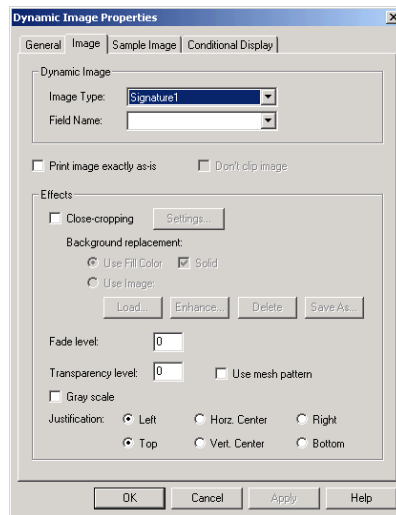 Dynamic Image Properties
General Image Sample Image Conditional Display
Dynamic Image
Image Type: Signature1
Field Name:
Print image exactly as-is Don't clip image
Effects
Close-cropping Settings...
Background replacement:
Use Fill Color Solid
Use Image:
Load... Enhance... Delete Save As...
Fade level: 0
Transparency level: 0 Use mesh pattern
Gray scale
Justification: Left Horz. Center Right
Top Vert. Center Bottom
OK Cancel Apply Help